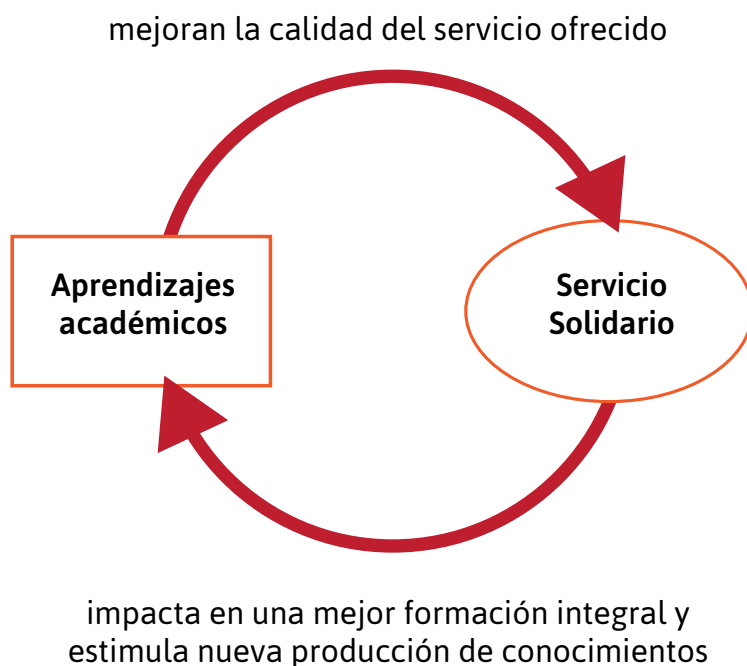 mejoran la calidad del servicio ofrecido
Aprendizajes
académicos
Servicio
Solidario
impacta en una mejor formación integral y
estimula nueva producción de conocimientos